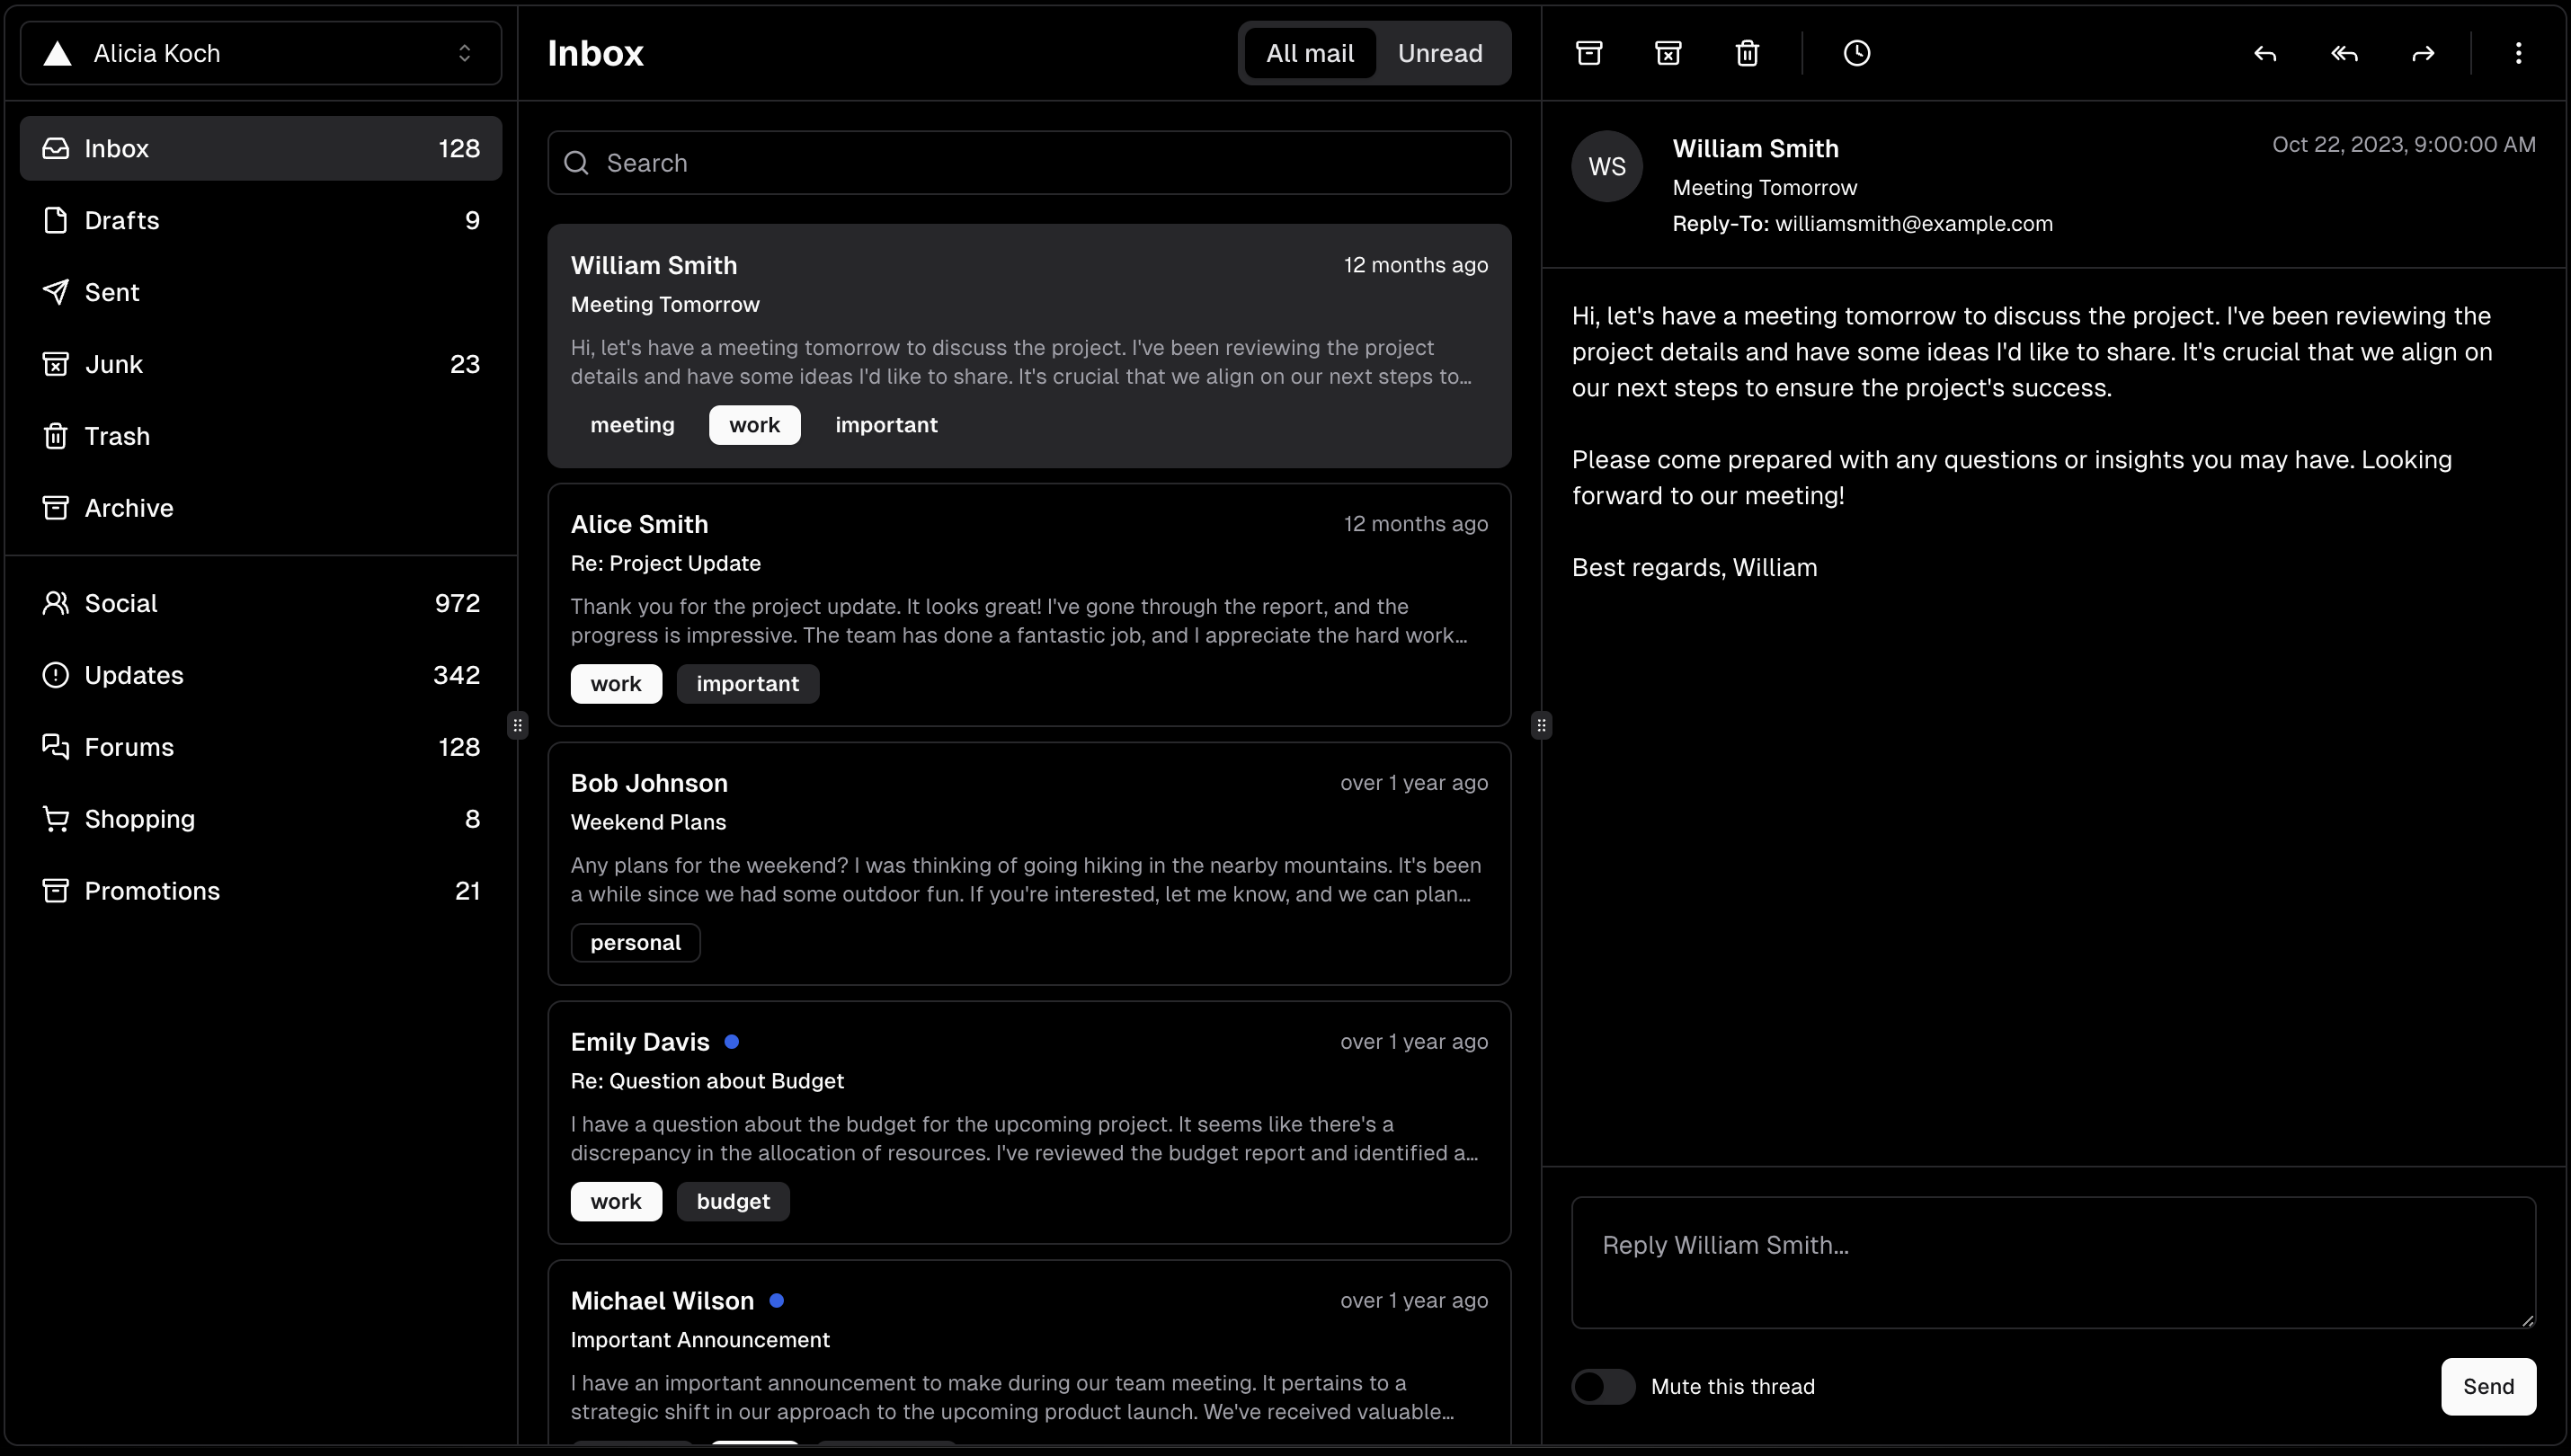 Alicia Koch
Inbox 128
Drafts 9
Sent
Junk 23
Trash
Archive
Social 972
Updates 342
Forums 128
Shopping 8
Promotions 21
Inbox
All mail Unread
Search
William Smith 12 months ago
Meeting Tomorrow
Hi, let's have a meeting tomorrow to discuss the project. I've been reviewing the project
details and have some ideas I'd like to share. It's crucial that we align on our next steps to...
meeting work important
Alice Smith 12 months ago
Re: Project Update
Thank you for the project update. It looks great! I've gone through the report, and the
progress is impressive. The team has done a fantastic job, and I appreciate the hard work...
work important
Bob Johnson over 1 year ago
Weekend Plans
Any plans for the weekend? I was thinking of going hiking in the nearby mountains. It's been
a while since we had some outdoor fun. If you're interested, let me know, and we can plan...
personal
Emily Davis over 1 year ago
Re: Question about Budget
I have a question about the budget for the upcoming project. It seems like there's a
discrepancy in the allocation of resources. I've reviewed the budget report and identified a...
work budget
Michael Wilson over 1 year ago
Important Announcement
I have an important announcement to make during our team meeting. It pertains to a
strategic shift in our approach to the upcoming product launch. We've received valuable...
WS
William Smith Oct 22, 2023, 9:00:00 AM
Meeting Tomorrow
Reply-To: williamsmith@example.com
Hi, let's have a meeting tomorrow to discuss the project. I've been reviewing the
project details and have some ideas I'd like to share. It's crucial that we align on
our next steps to ensure the project's success.
Please come prepared with any questions or insights you may have. Looking
forward to our meeting!
Best regards, William
Reply William Smith...
Mute this thread Send